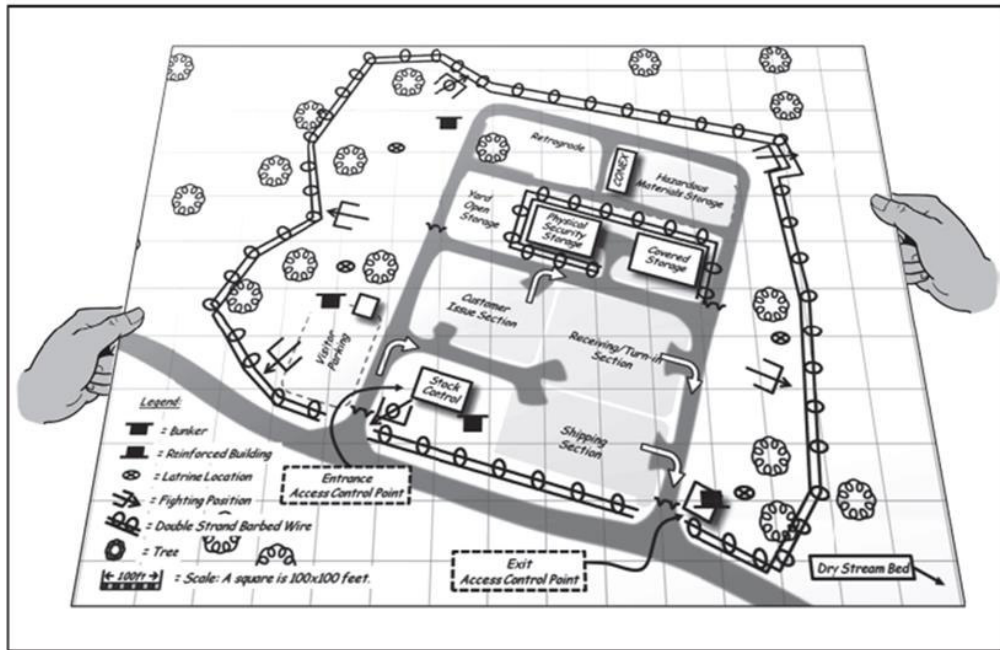 Retrograde
CONEX
Hazardous
Materials Storage
Yard
Open
Storage
Physical
Security
Storage
Covered
Storage
Customer
Issue Section
Receiving/Turn-in
Section
Visitor
Parking
Stock
Control
Shipping
Section
Entrance
Access Control Point
Exit
Access Control Point
Dry Stream Bed
Legend:
= Bunker
= Reinforced Building
= Latrine Location
= Fighting Position
= Double Strand Barbed Wire
= Tree
100ft
= Scale: A square is 100x100 feet.